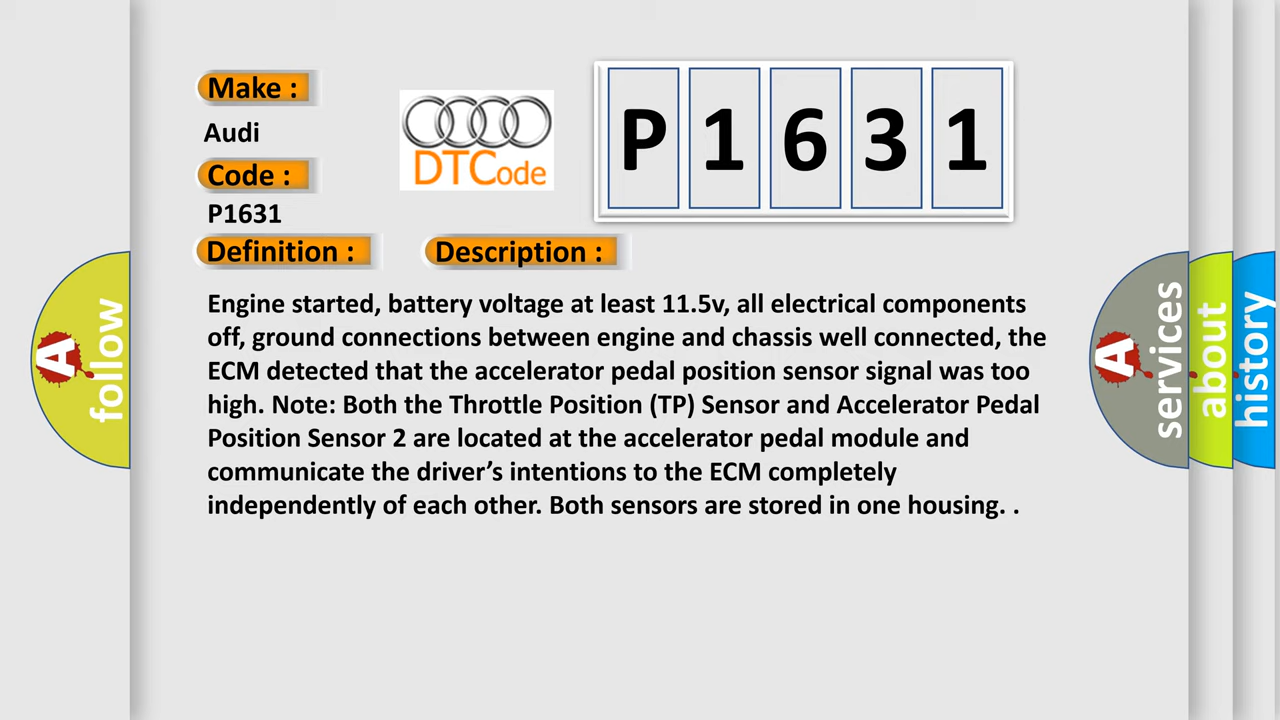 Make :
Audi
Code :
P1631
DTCode
P1631
Definition :
Description :
Engine started, battery voltage at least 11.5v, all electrical components
off, ground connections between engine and chassis well connected, the
ECM detected that the accelerator pedal position sensor signal was too
high. Note: Both the Throttle Position (TP) Sensor and Accelerator Pedal
Position Sensor 2 are located at the accelerator pedal module and
communicate the driver’s intentions to the ECM completely
independently of each other. Both sensors are stored in one housing. .
A
follow
A
services
about
history